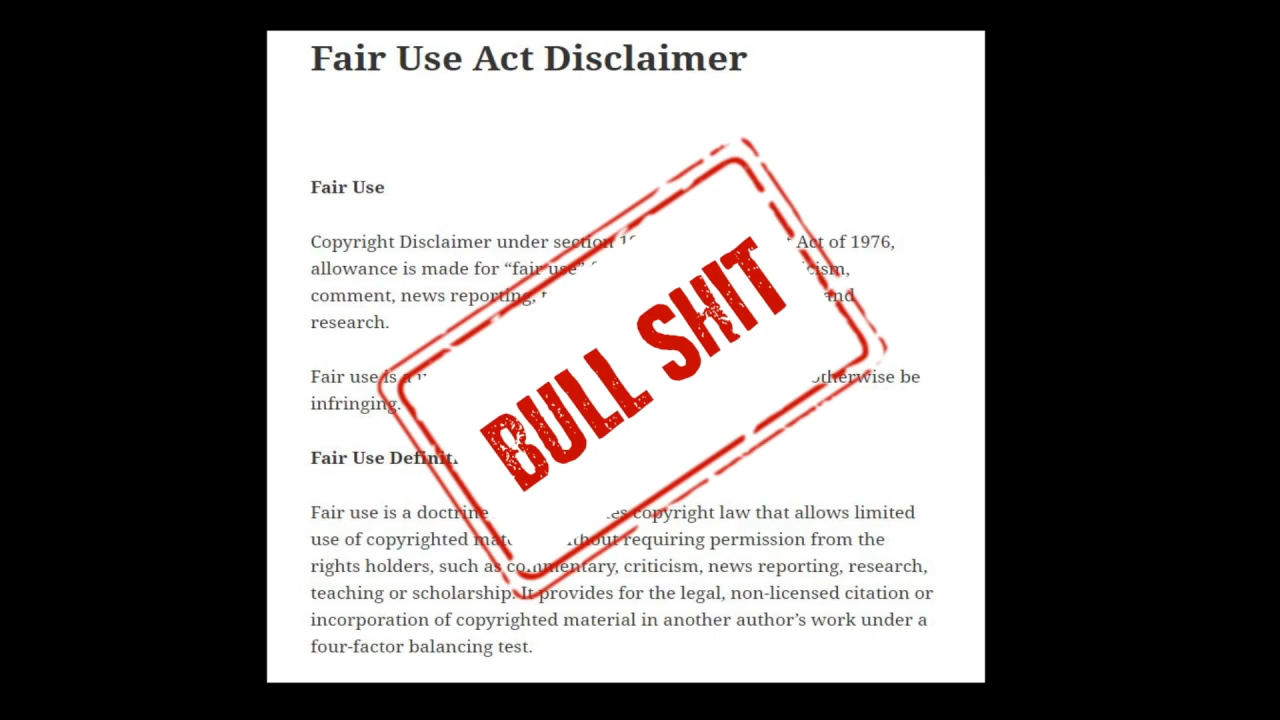 Fair Use Act Disclaimer
Fair Use
Copyright Disclaimer under section Act of 1976,
allowance is made for “fair use”
comment, news reporting, and
research.
Fair use is a otherwise be
infringing.
BULL SHIT
Fair Use
Fair use is a doctrine copyright law that allows limited
use of copyrighted requiring permission from the
rights holders, such as commentary, criticism, news reporting, research,
teaching or scholarship. It provides for the legal, non-licensed citation or
incorporation of copyrighted material in another author’s work under a
four-factor balancing test.